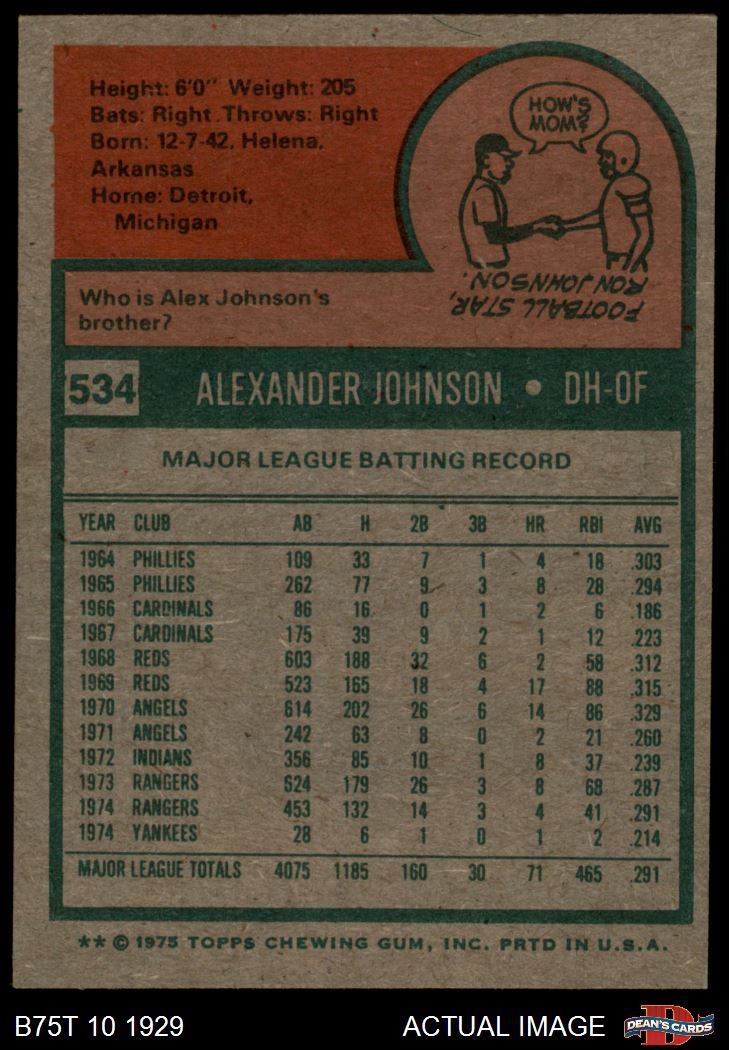 Height: 6'0" Weight: 205
Bats: Right Throws: Right
Born: 12-7-42, Helena,
Arkansas
Home: Detroit,
Michigan
HOW'S
MOM?
Who is Alex Johnson's
brother?
FOOTBALL STAR,
RON JOHNSON.
534 ALEXANDER JOHNSON • DH-OF
MAJOR LEAGUE BATTING RECORD
YEAR CLUB AB H 2B 3B HR RBI AVG
1964 PHILLIES 109 33 7 1 4 18 .303
1965 PHILLIES 262 77 9 3 8 28 .294
1966 CARDINALS 86 16 0 1 2 6 .186
1967 CARDINALS 175 39 9 2 1 12 .223
1968 REDS 603 188 32 6 2 58 .312
1969 REDS 523 165 18 4 17 88 .315
1970 ANGELS 614 202 26 6 14 86 .329
1971 ANGELS 242 63 8 0 2 21 .260
1972 INDIANS 356 85 10 1 8 37 .239
1973 RANGERS 624 179 26 3 8 68 .287
1974 RANGERS 453 132 14 3 4 41 .291
1974 YANKEES 28 6 1 0 1 2 .214
MAJOR LEAGUE TOTALS 4075 1185 160 30 71 465 .291
** © 1975 TOPPS CHEWING GUM, INC. PRTD IN U.S.A.
B75T 10 1929 ACTUAL IMAGE
D
DEAN'S CARDS